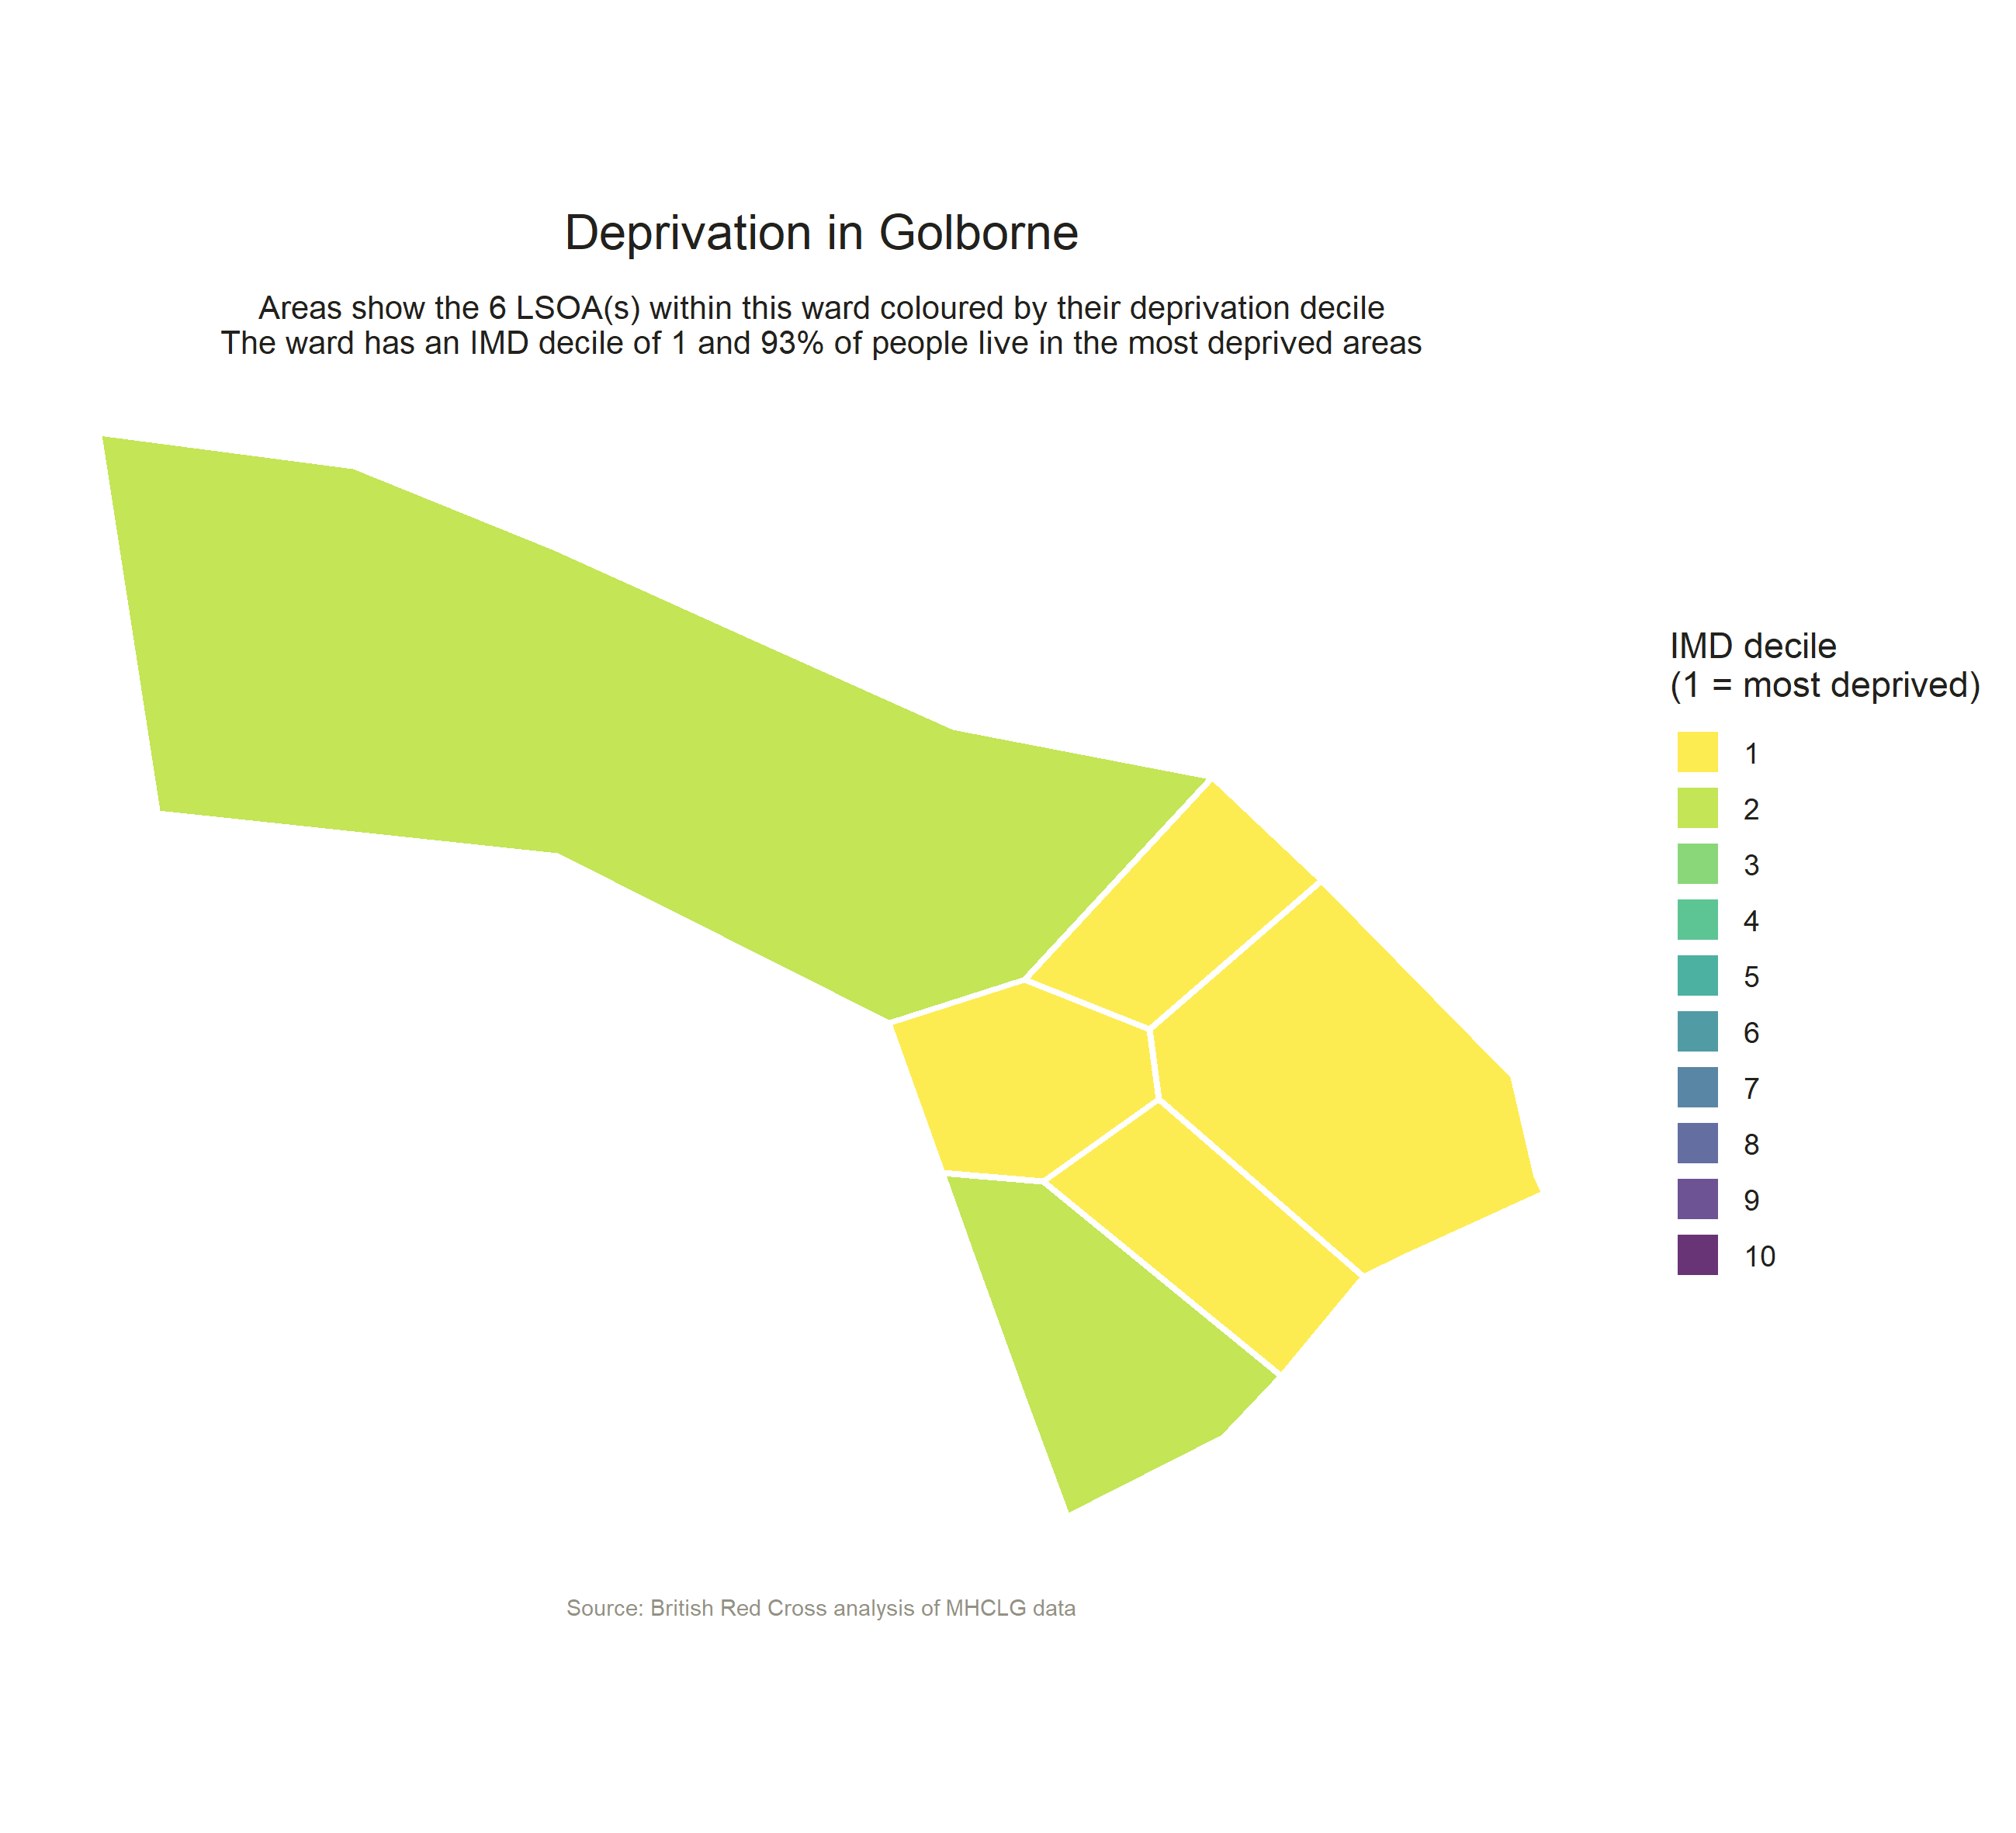 Deprivation in Golborne
Areas show the 6 LSOA(s) within this ward coloured by their deprivation decile
The ward has an IMD decile of 1 and 93% of people live in the most deprived areas
IMD decile
(1 = most deprived)
1
2
3
4
5
6
7
8
9
10
Source: British Red Cross analysis of MHCLG data